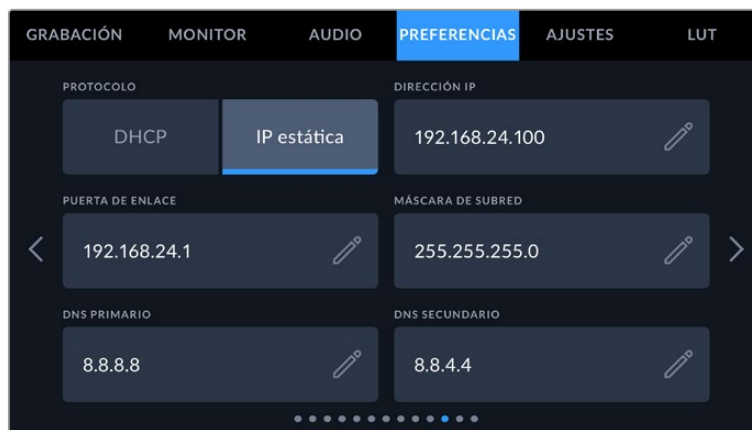 GRABACIÓN MONITOR AUDIO PREFERENCIAS AJUSTES LUT
PROTOCOLO DIRECCIÓN IP
DHCP IP estática 192.168.24.100
PUERTA DE ENLACE MÁSCARA DE SUBRED
192.168.24.1 255.255.255.0
DNS PRIMARIO DNS SECUNDARIO
8.8.8.8 8.8.4.4